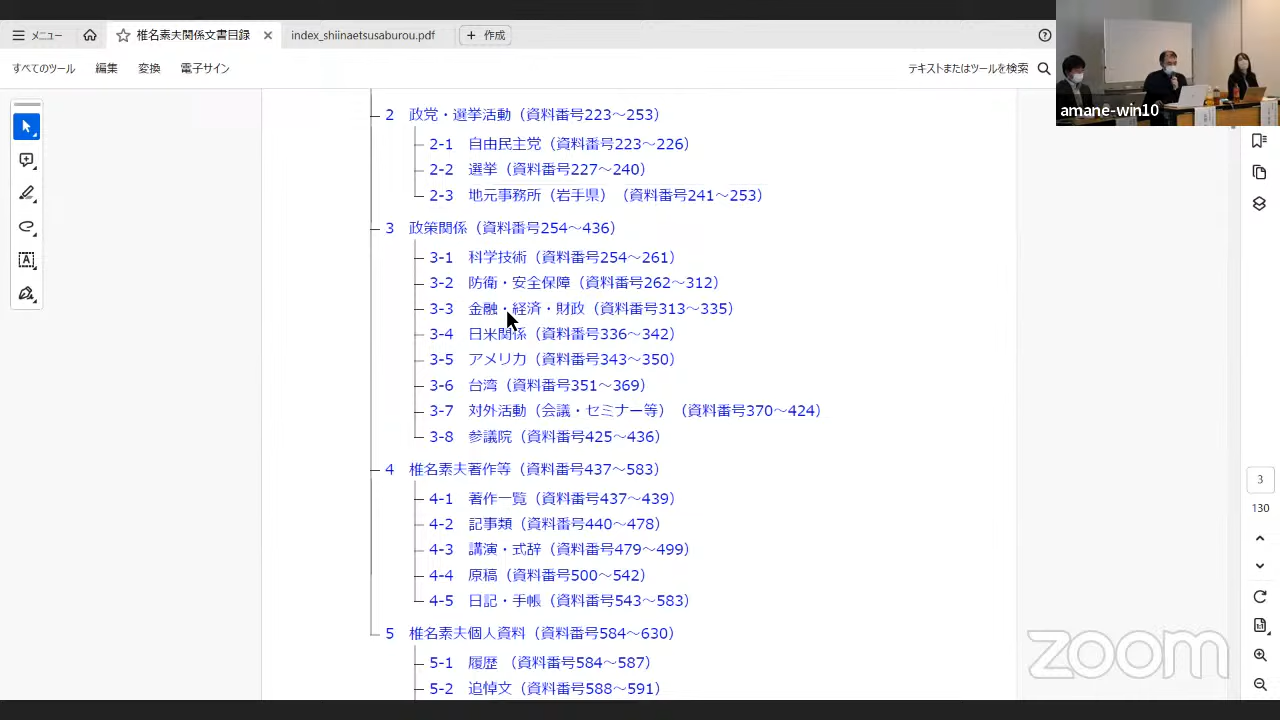 メニュー
椎名素夫関係文書目録
index_shiinaetsusaburou.pdf
作成
すべてのツール
編集
変換
電子サイン
テキストまたはツールを検索
amane-win10
2 政党・選挙活動（資料番号223～253）
2-1 自由民主党（資料番号223～226）
2-2 選挙（資料番号227～240）
2-3 地元事務所（岩手県）（資料番号241～253）
3 政策関係（資料番号254～436）
3-1 科学技術（資料番号254～261）
3-2 防衛・安全保障（資料番号262～312）
3-3 金融・経済・財政（資料番号313～335）
3-4 日米関係（資料番号336～342）
3-5 アメリカ（資料番号343～350）
3-6 台湾（資料番号351～369）
3-7 対外活動（会議・セミナー等）（資料番号370～424）
3-8 参議院（資料番号425～436）
4 椎名素夫著作等（資料番号437～583）
4-1 著作一覧（資料番号437～439）
4-2 記事類（資料番号440～478）
4-3 講演・式辞（資料番号479～499）
4-4 原稿（資料番号500～542）
4-5 日記・手帳（資料番号543～583）
5 椎名素夫個人資料（資料番号584～630）
5-1 履歴 （資料番号584～587）
5-2 追悼文（資料番号588～591）
3
130
zoom